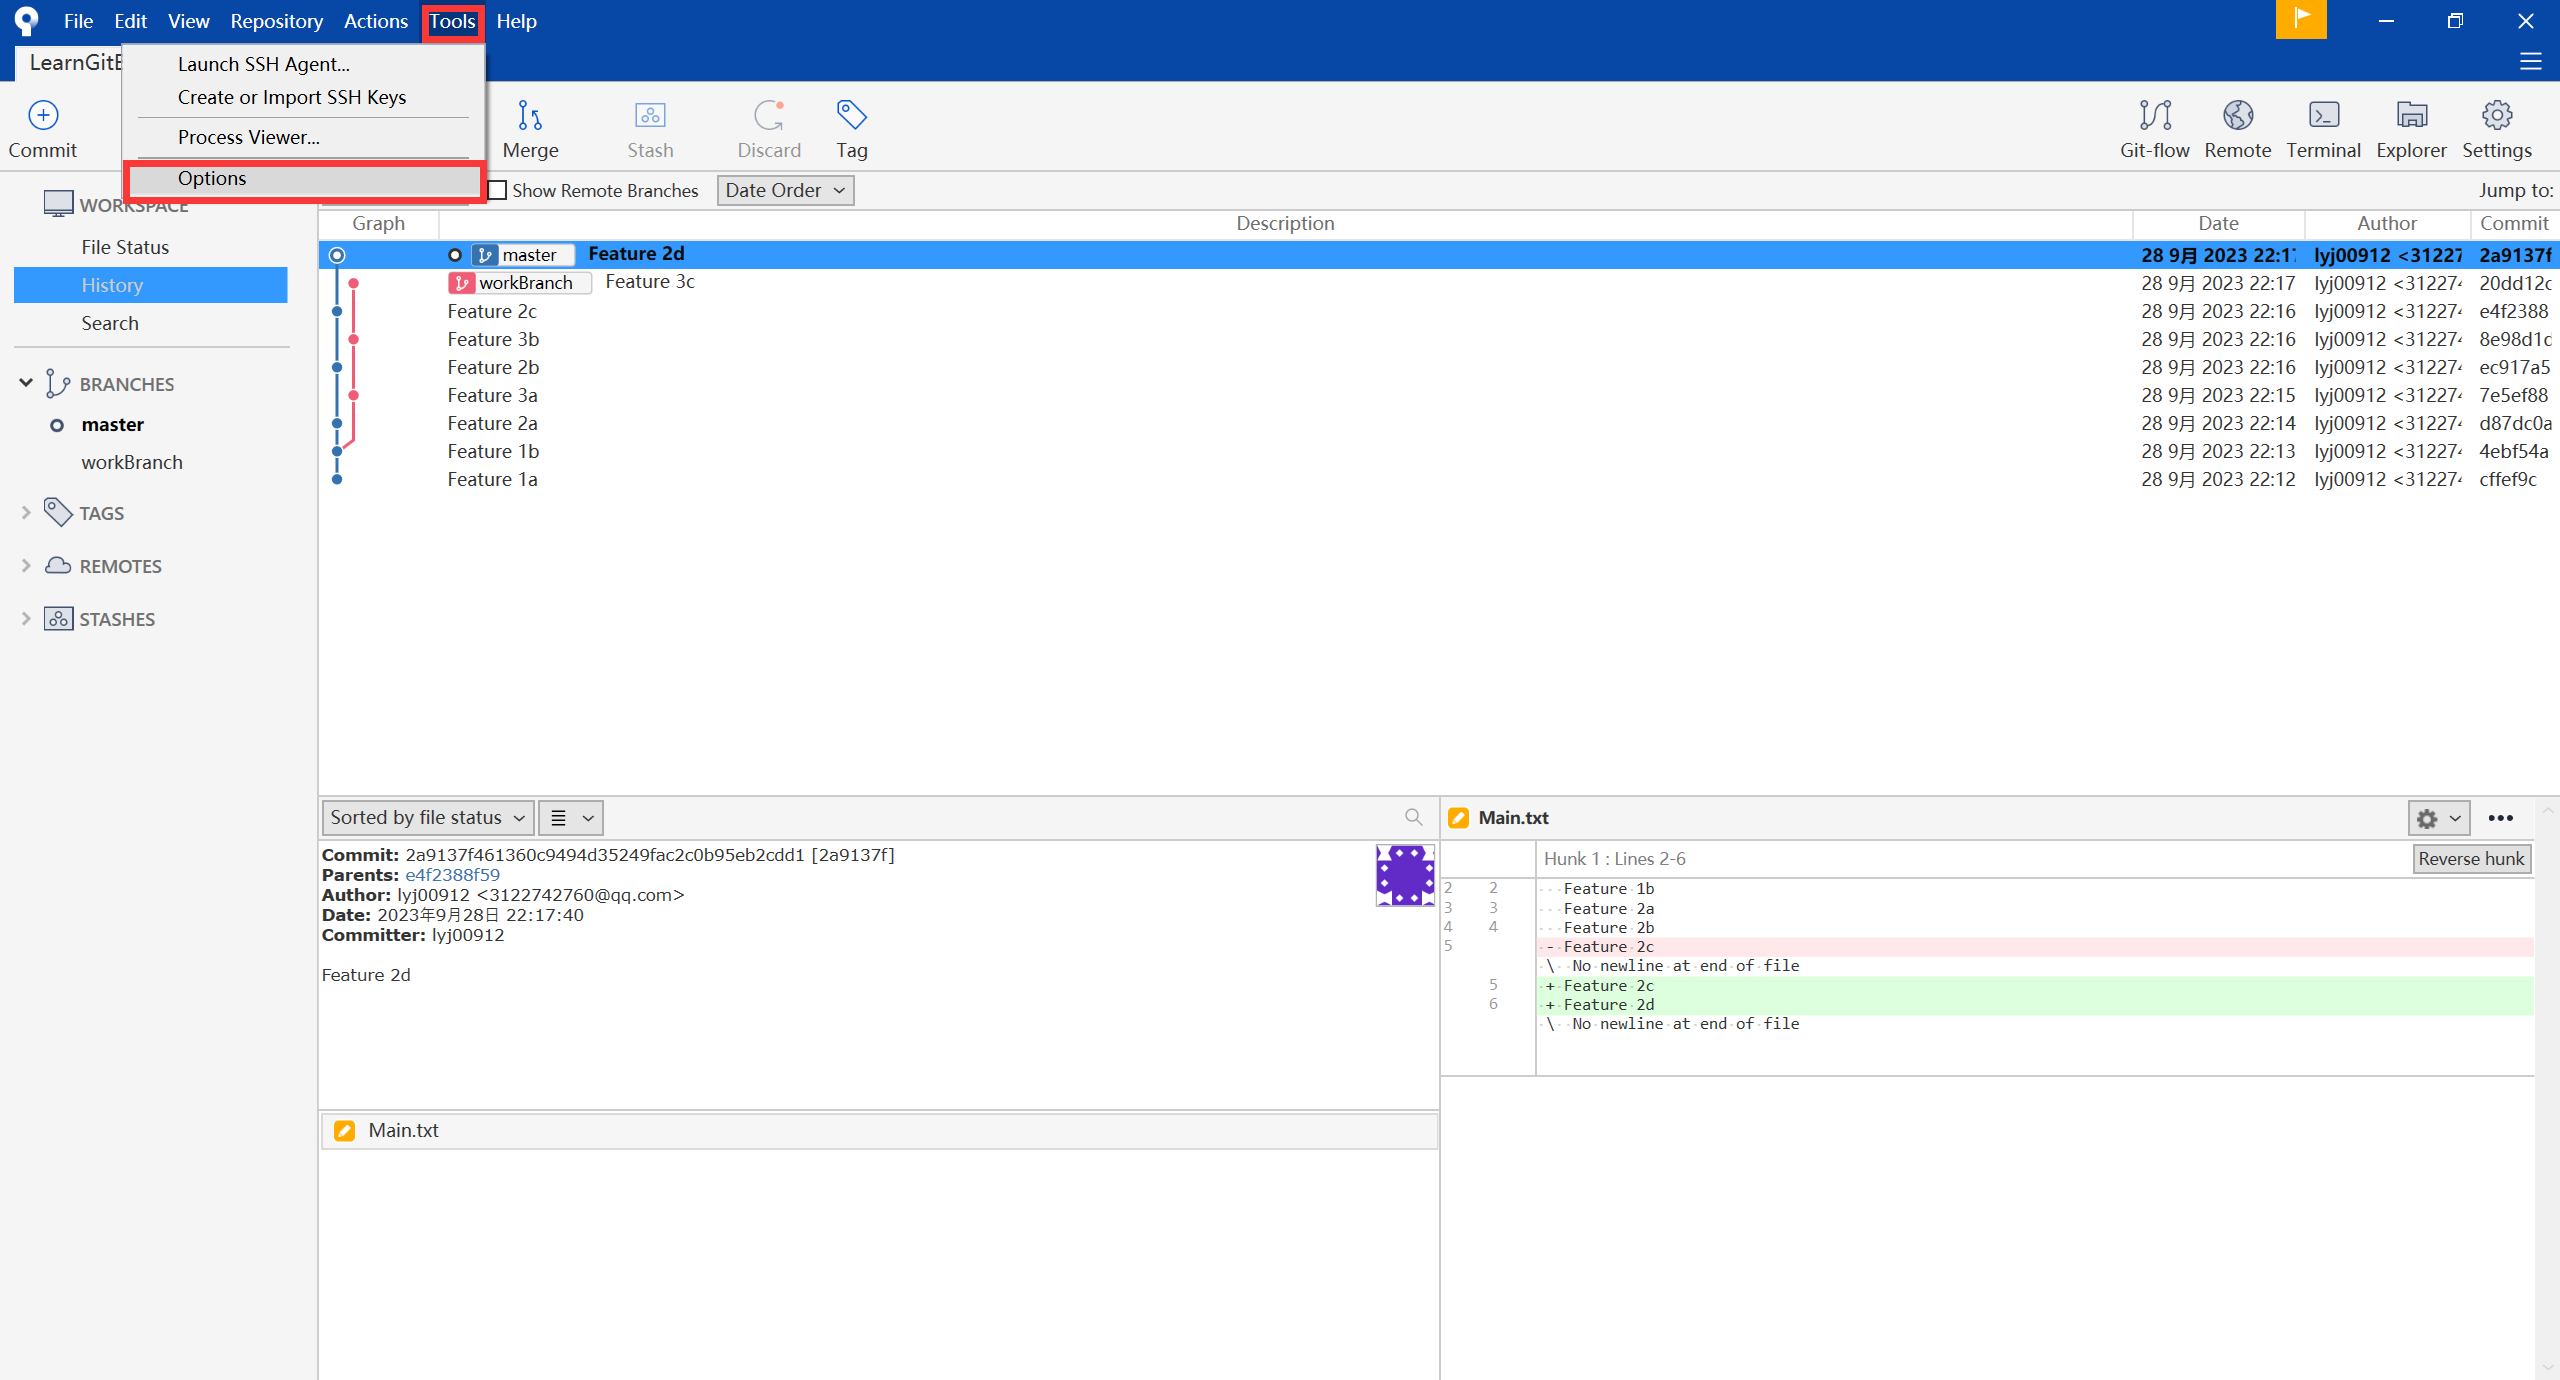 File Edit View Repository Actions Tools Help
LearnGitB
Launch SSH Agent...
Create or Import SSH Keys
Process Viewer...
Options
Commit Merge Stash Discard Tag Git-flow Remote Terminal Explorer Settings
Show Remote Branches Date Order Jump to:
WORKSPACE
File Status
History
Search
BRANCHES
master
workBranch
TAGS
REMOTES
STASHES
Graph Description Date Author Commit
master Feature 2d 28 9月 2023 22:17 lyj00912 <31227 2a9137f
workBranch Feature 3c 28 9月 2023 22:17 lyj00912 <312274 20dd12c
Feature 2c 28 9月 2023 22:16 lyj00912 <312274 e4f2388
Feature 3b 28 9月 2023 22:16 lyj00912 <312274 8e98d1d
Feature 2b 28 9月 2023 22:16 lyj00912 <312274 ec917a5
Feature 3a 28 9月 2023 22:15 lyj00912 <312274 7e5ef88
Feature 2a 28 9月 2023 22:14 lyj00912 <312274 d87dc0a
Feature 1b 28 9月 2023 22:13 lyj00912 <312274 4ebf54a
Feature 1a 28 9月 2023 22:12 lyj00912 <312274 cffef9c
Sorted by file status
Commit: 2a9137f461360c9494d35249fac2c0b95eb2cdd1 [2a9137f]
Parents: e4f2388f59
Author: lyj00912 <3122742760@qq.com>
Date: 2023年9月28日 22:17:40
Committer: lyj00912
Feature 2d
Main.txt
Main.txt
Hunk 1 : Lines 2-6 Reverse hunk
2 2 Feature 1b
3 3 Feature 2a
4 4 Feature 2b
5 - Feature 2c
\ No newline at end of file
5 + Feature 2c
6 + Feature 2d
\ No newline at end of file